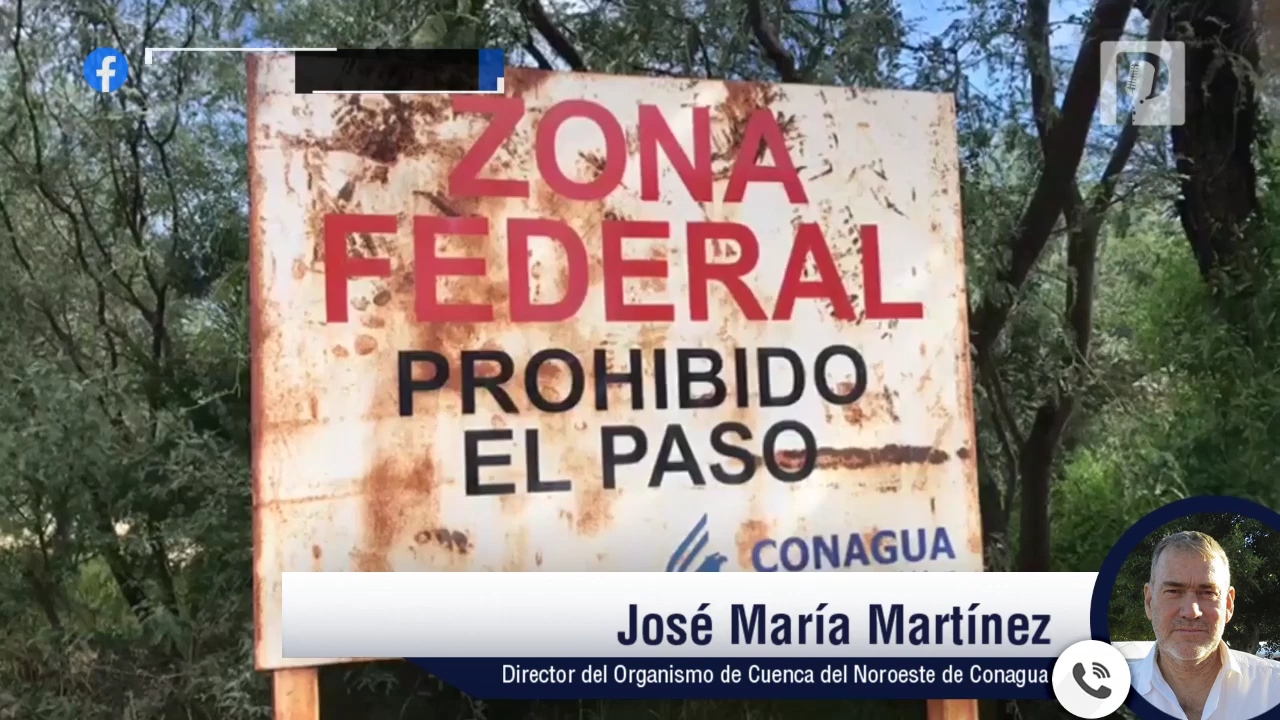 ZONA
FEDERAL
PROHIBIDO
EL PASO
CONAGUA
José María Martínez
Director del Organismo de Cuenca del Noroeste de Conagua